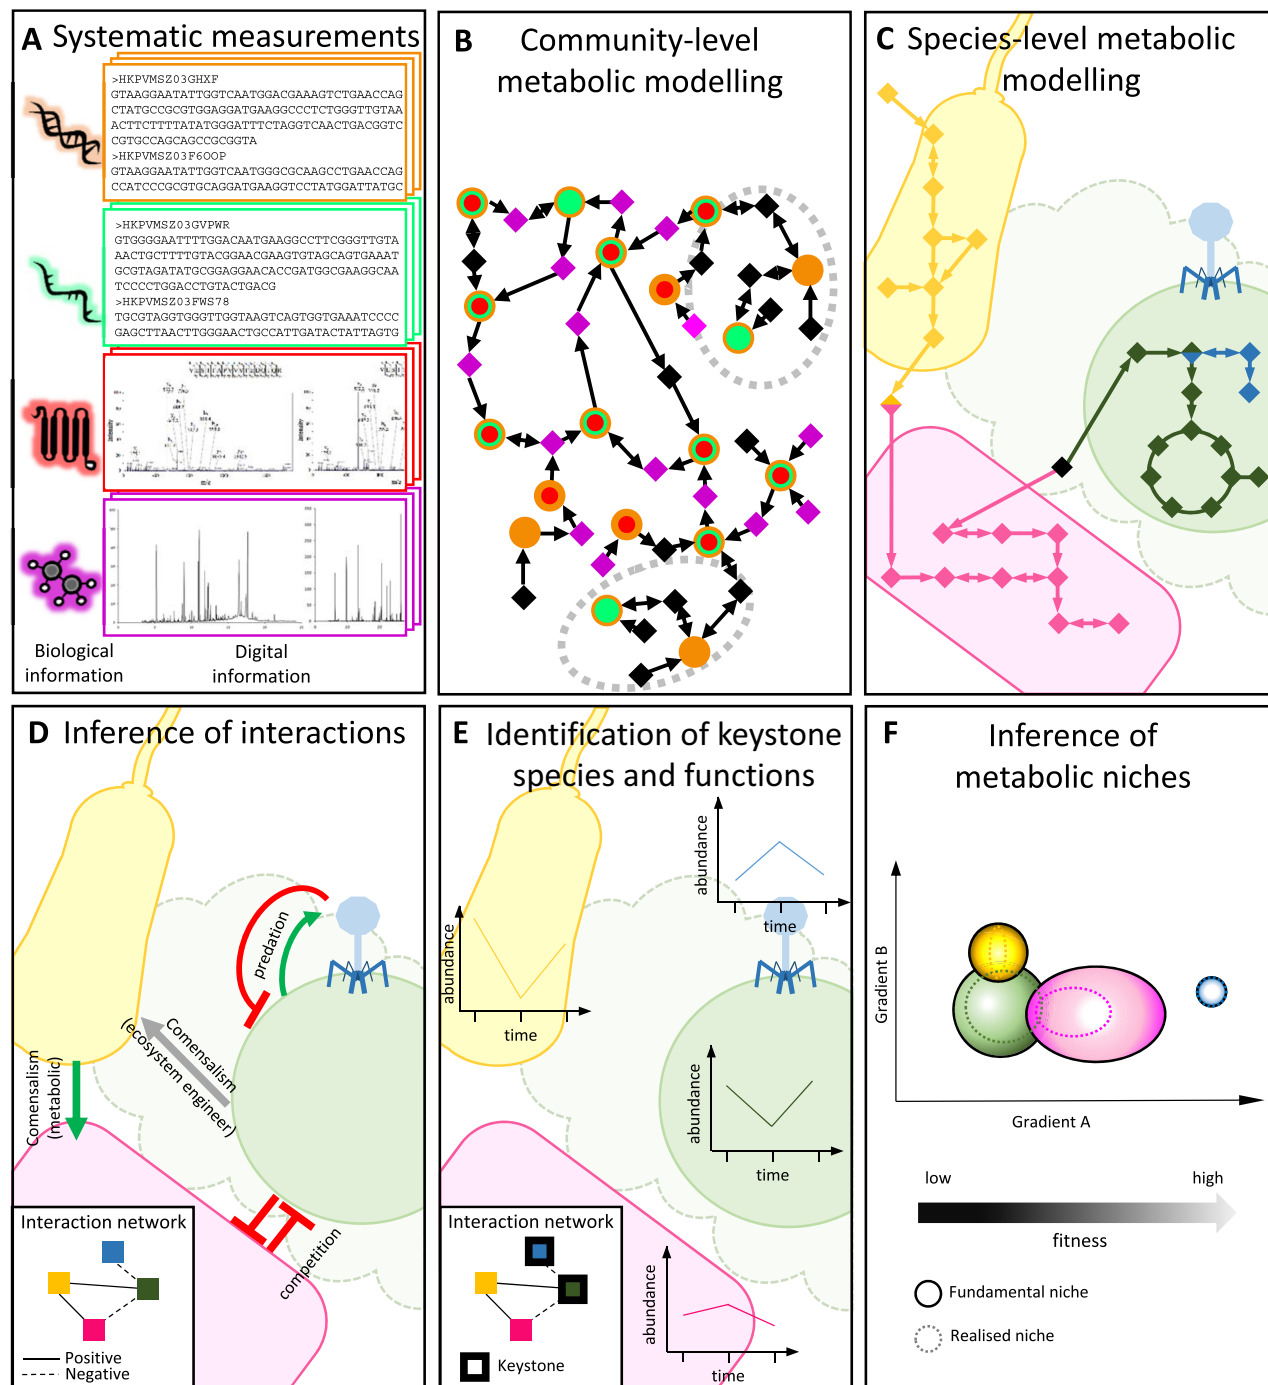 A Systematic measurements
>HKPVMSZ03GHXF
GTAAGGAATATTGGTCAATGGACGAAAGTCTGAACCAG
CTATGCCGCGTGGAGGATGAAGGCCCTCTGGGTTGTAA
ACTTCTTTTATATGGGATTTCTAGGTCAACTGACGGTC
CGTGCCAGCAGCCGCGGTA
>HKPVMSZ03F6OOP
GTAAGGAATATTGGTCAATGGGCGCAAGCCTGAACCAG
CCATCCCGCGTGCAGGATGAAGGTCCTATGGATTATGC
>HKPVMSZ03GVPWR
GTGGGGAATTTTGGACAATGAAGGCCTTCGGGTTGTA
AACTGCTTTTGTACGGAACGAAGTGTAGCAGTGAAAT
GCGTAGATATGCGGAGGAACACCGATGGCGAAGGCAA
TCCCCTGGACCTGTACTGACG
>HKPVMSZ03FWS78
TGCGTAGGTGGGTTGGTAAGTCAGTGGTGAAATCCCC
GAGCTTAACTTGGGAACTGCCATTGATACTATTAGTG
Biological
information
Digital
information
B Community-level
metabolic modelling
C Species-level metabolic
modelling
D Inference of interactions
predation
Comensalism
(ecosystem engineer)
Comensalism
(metabolic)
competition
Interaction network
Positive
Negative
E Identification of keystone
species and functions
abundance
time
abundance
time
abundance
time
abundance
time
Interaction network
Keystone
F Inference of
metabolic niches
Gradient B
Gradient A
low high
fitness
Fundamental niche
Realised niche